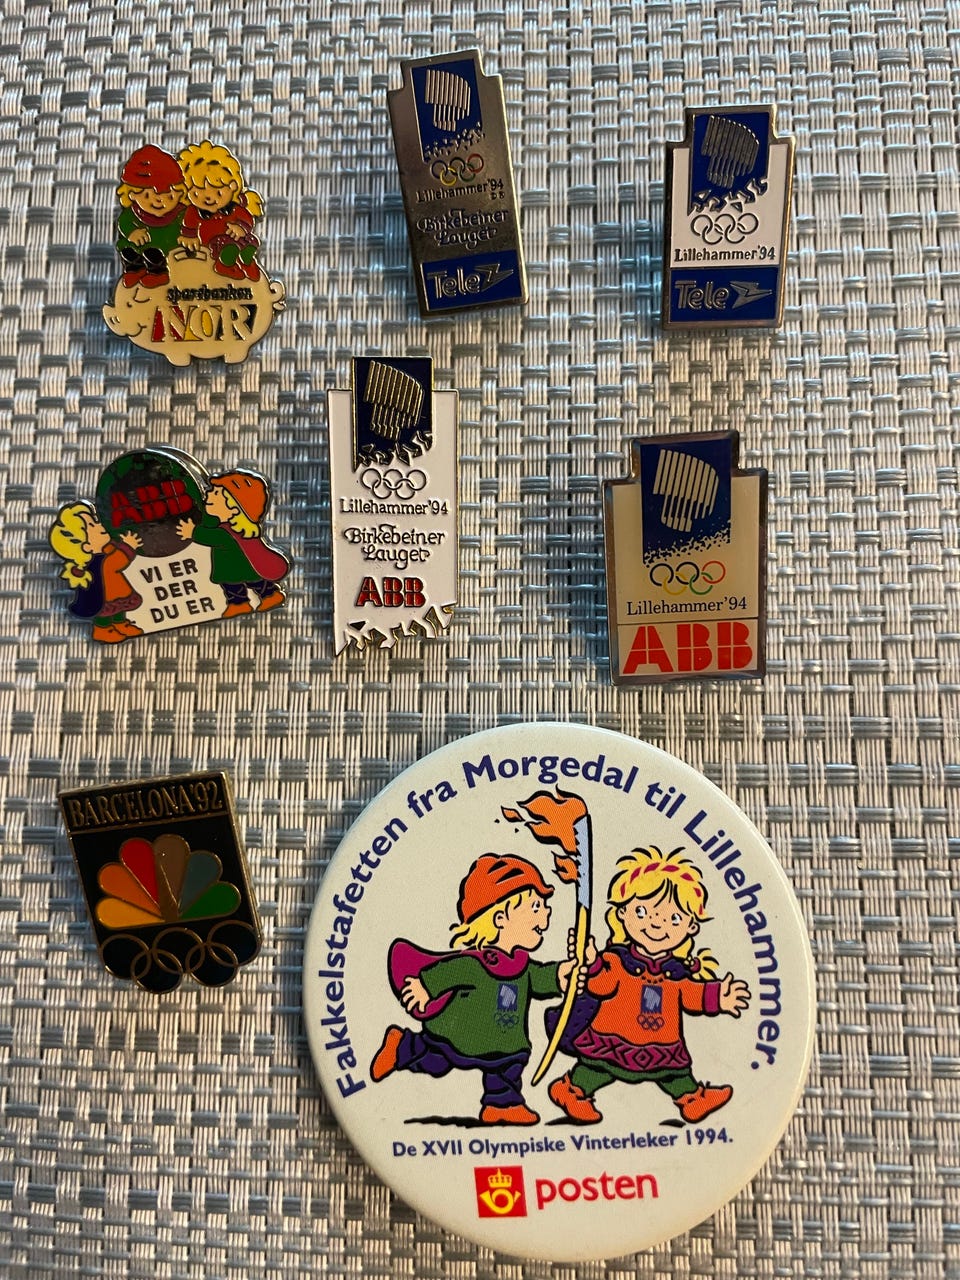 Lillehammer'94
Birkebeiner
Lauget
Tele
Lillehammer'94
Tele
sparebanken
NOR
ABB
VI ER
DER
DU ER
Lillehammer'94
Birkebeiner
Lauget
ABB
Lillehammer'94
ABB
BARCELONA'92
Fakkelstafetten fra Morgedal til Lillehammer.
De XVII Olympiske Vinterleker 1994.
posten